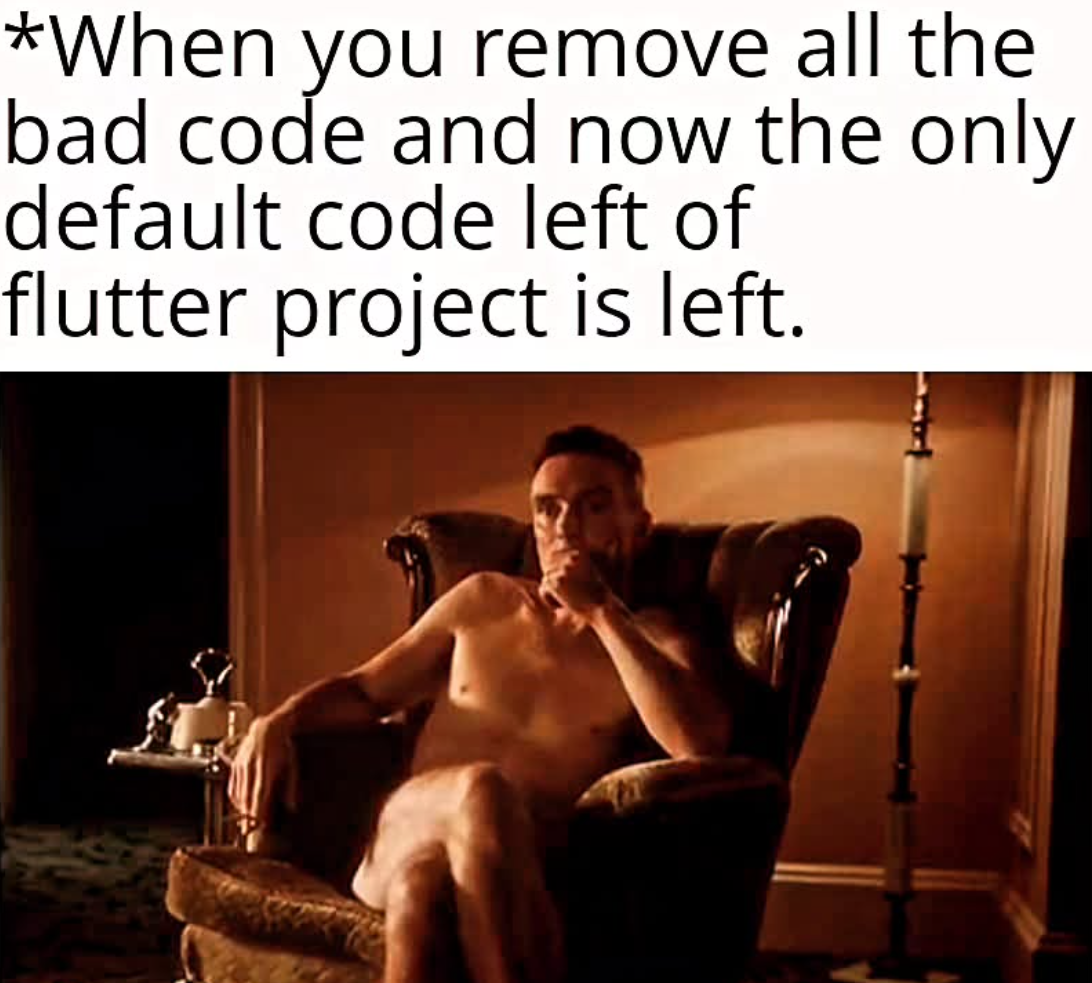 *When you remove all the
bad code and now the only
default code left of
flutter project is left.